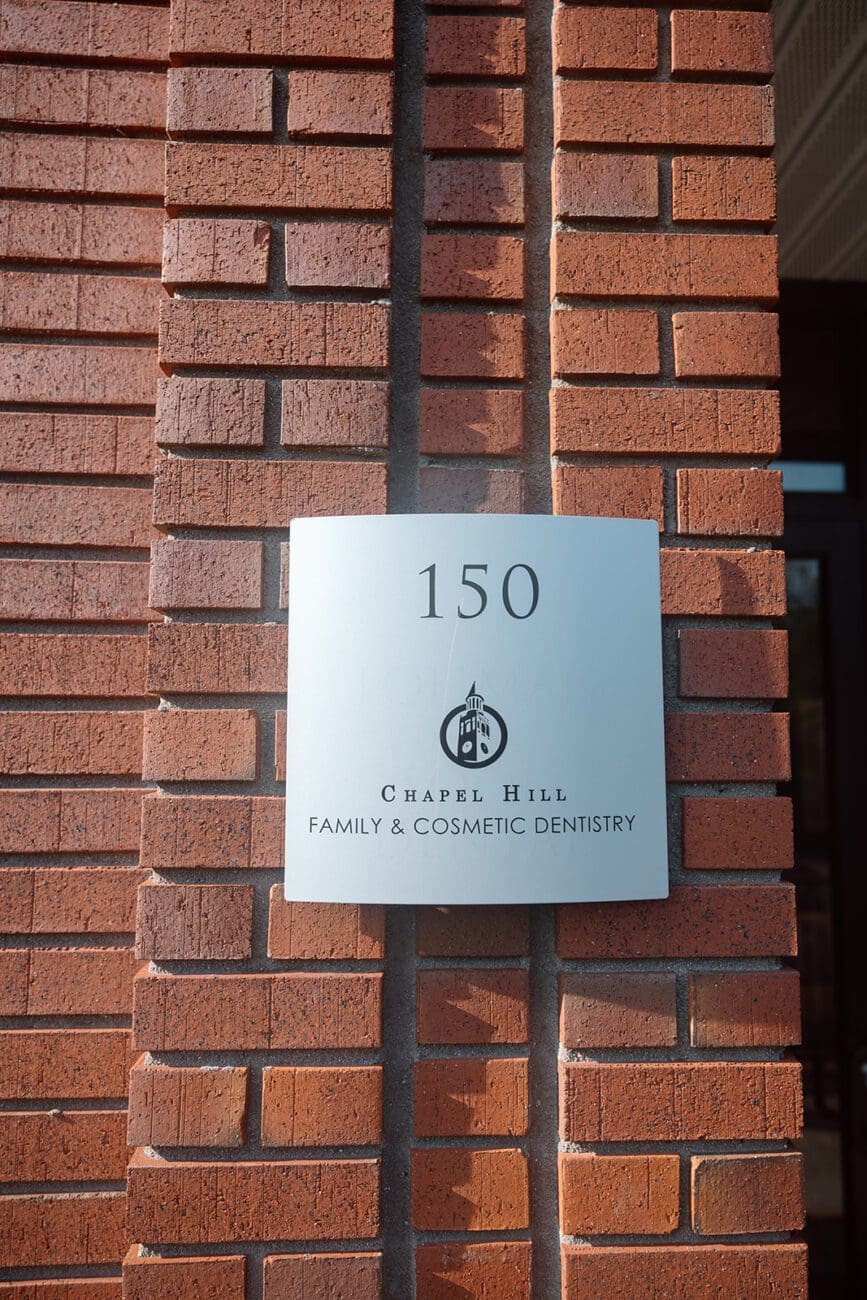 150
CHAPEL HILL
FAMILY & COSMETIC DENTISTRY